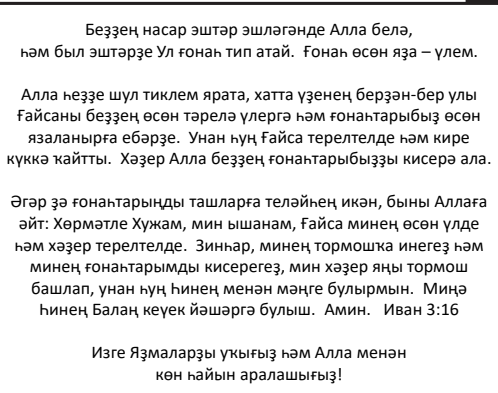 Беҙҙең насар эштәр эшләгәнде Алла белә,
һәм был эштәрҙе Ул ғонаһ тип атай. Ғонаһ өсөн яҙа – үлем.
Алла һеҙҙе шул тиклем ярата, хатта үҙенең берҙән-бер улы
Ғайсаны беҙҙең өсөн тәрелә үлергә һәм ғонаһтарыбыҙ өсөн
язаланырға ебәрҙе. Унан һуң Ғайса терелтелде һәм кире
күккә ҡайтты. Хәҙер Алла беҙҙең ғонаһтарыбыҙҙы кисерә ала.
Әгәр ҙә ғонаһтарыңды ташларға теләйһең икән, быны Аллаға
әйт: Хөрмәтле Хужам, мин ышанам, Ғайса минең өсөн үлде
һәм хәҙер терелтелде. Зинһар, минең тормошҡа инегеҙ һәм
минең ғонаһтарымды кисерегеҙ, мин хәҙер яңы тормош
башлап, унан һуң Һинең менән мәңге булырмын. Миңә
Һинең Балаң кеүек йәшәргә булыш. Амин. Иван 3:16
Изге Яҙмаларҙы уҡығыҙ һәм Алла менән
көн һайын аралашығыҙ!